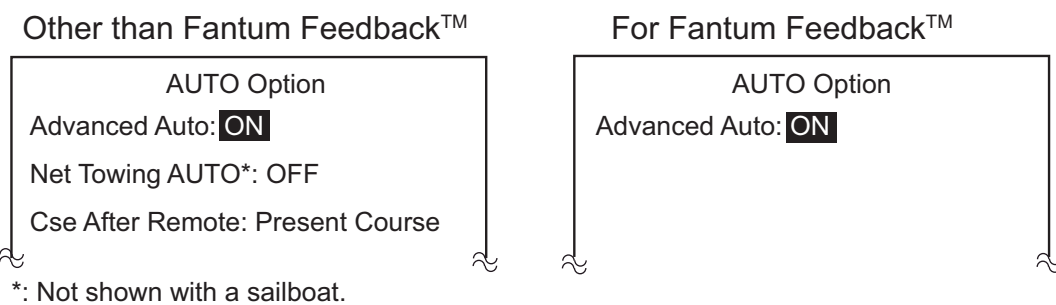 Other than Fantum Feedback™
AUTO Option
Advanced Auto: ON
Net Towing AUTO*: OFF
Cse After Remote: Present Course
*: Not shown with a sailboat.
For Fantum Feedback™
AUTO Option
Advanced Auto: ON